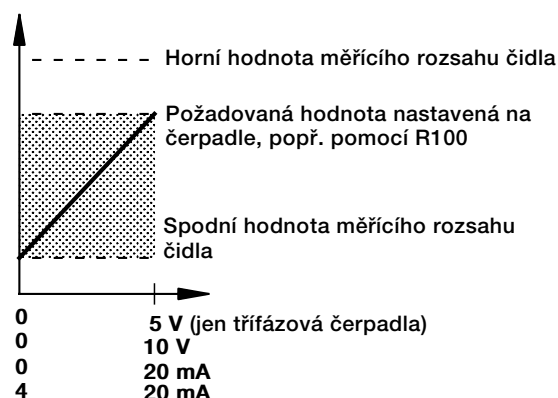 Horní hodnota měřícího rozsahu čidla
Požadovaná hodnota nastavená na
čerpadle, popř. pomocí R100
Spodní hodnota měřícího rozsahu
čidla
0 5 V (jen třífázová čerpadla)
0 10 V
0 20 mA
4 20 mA